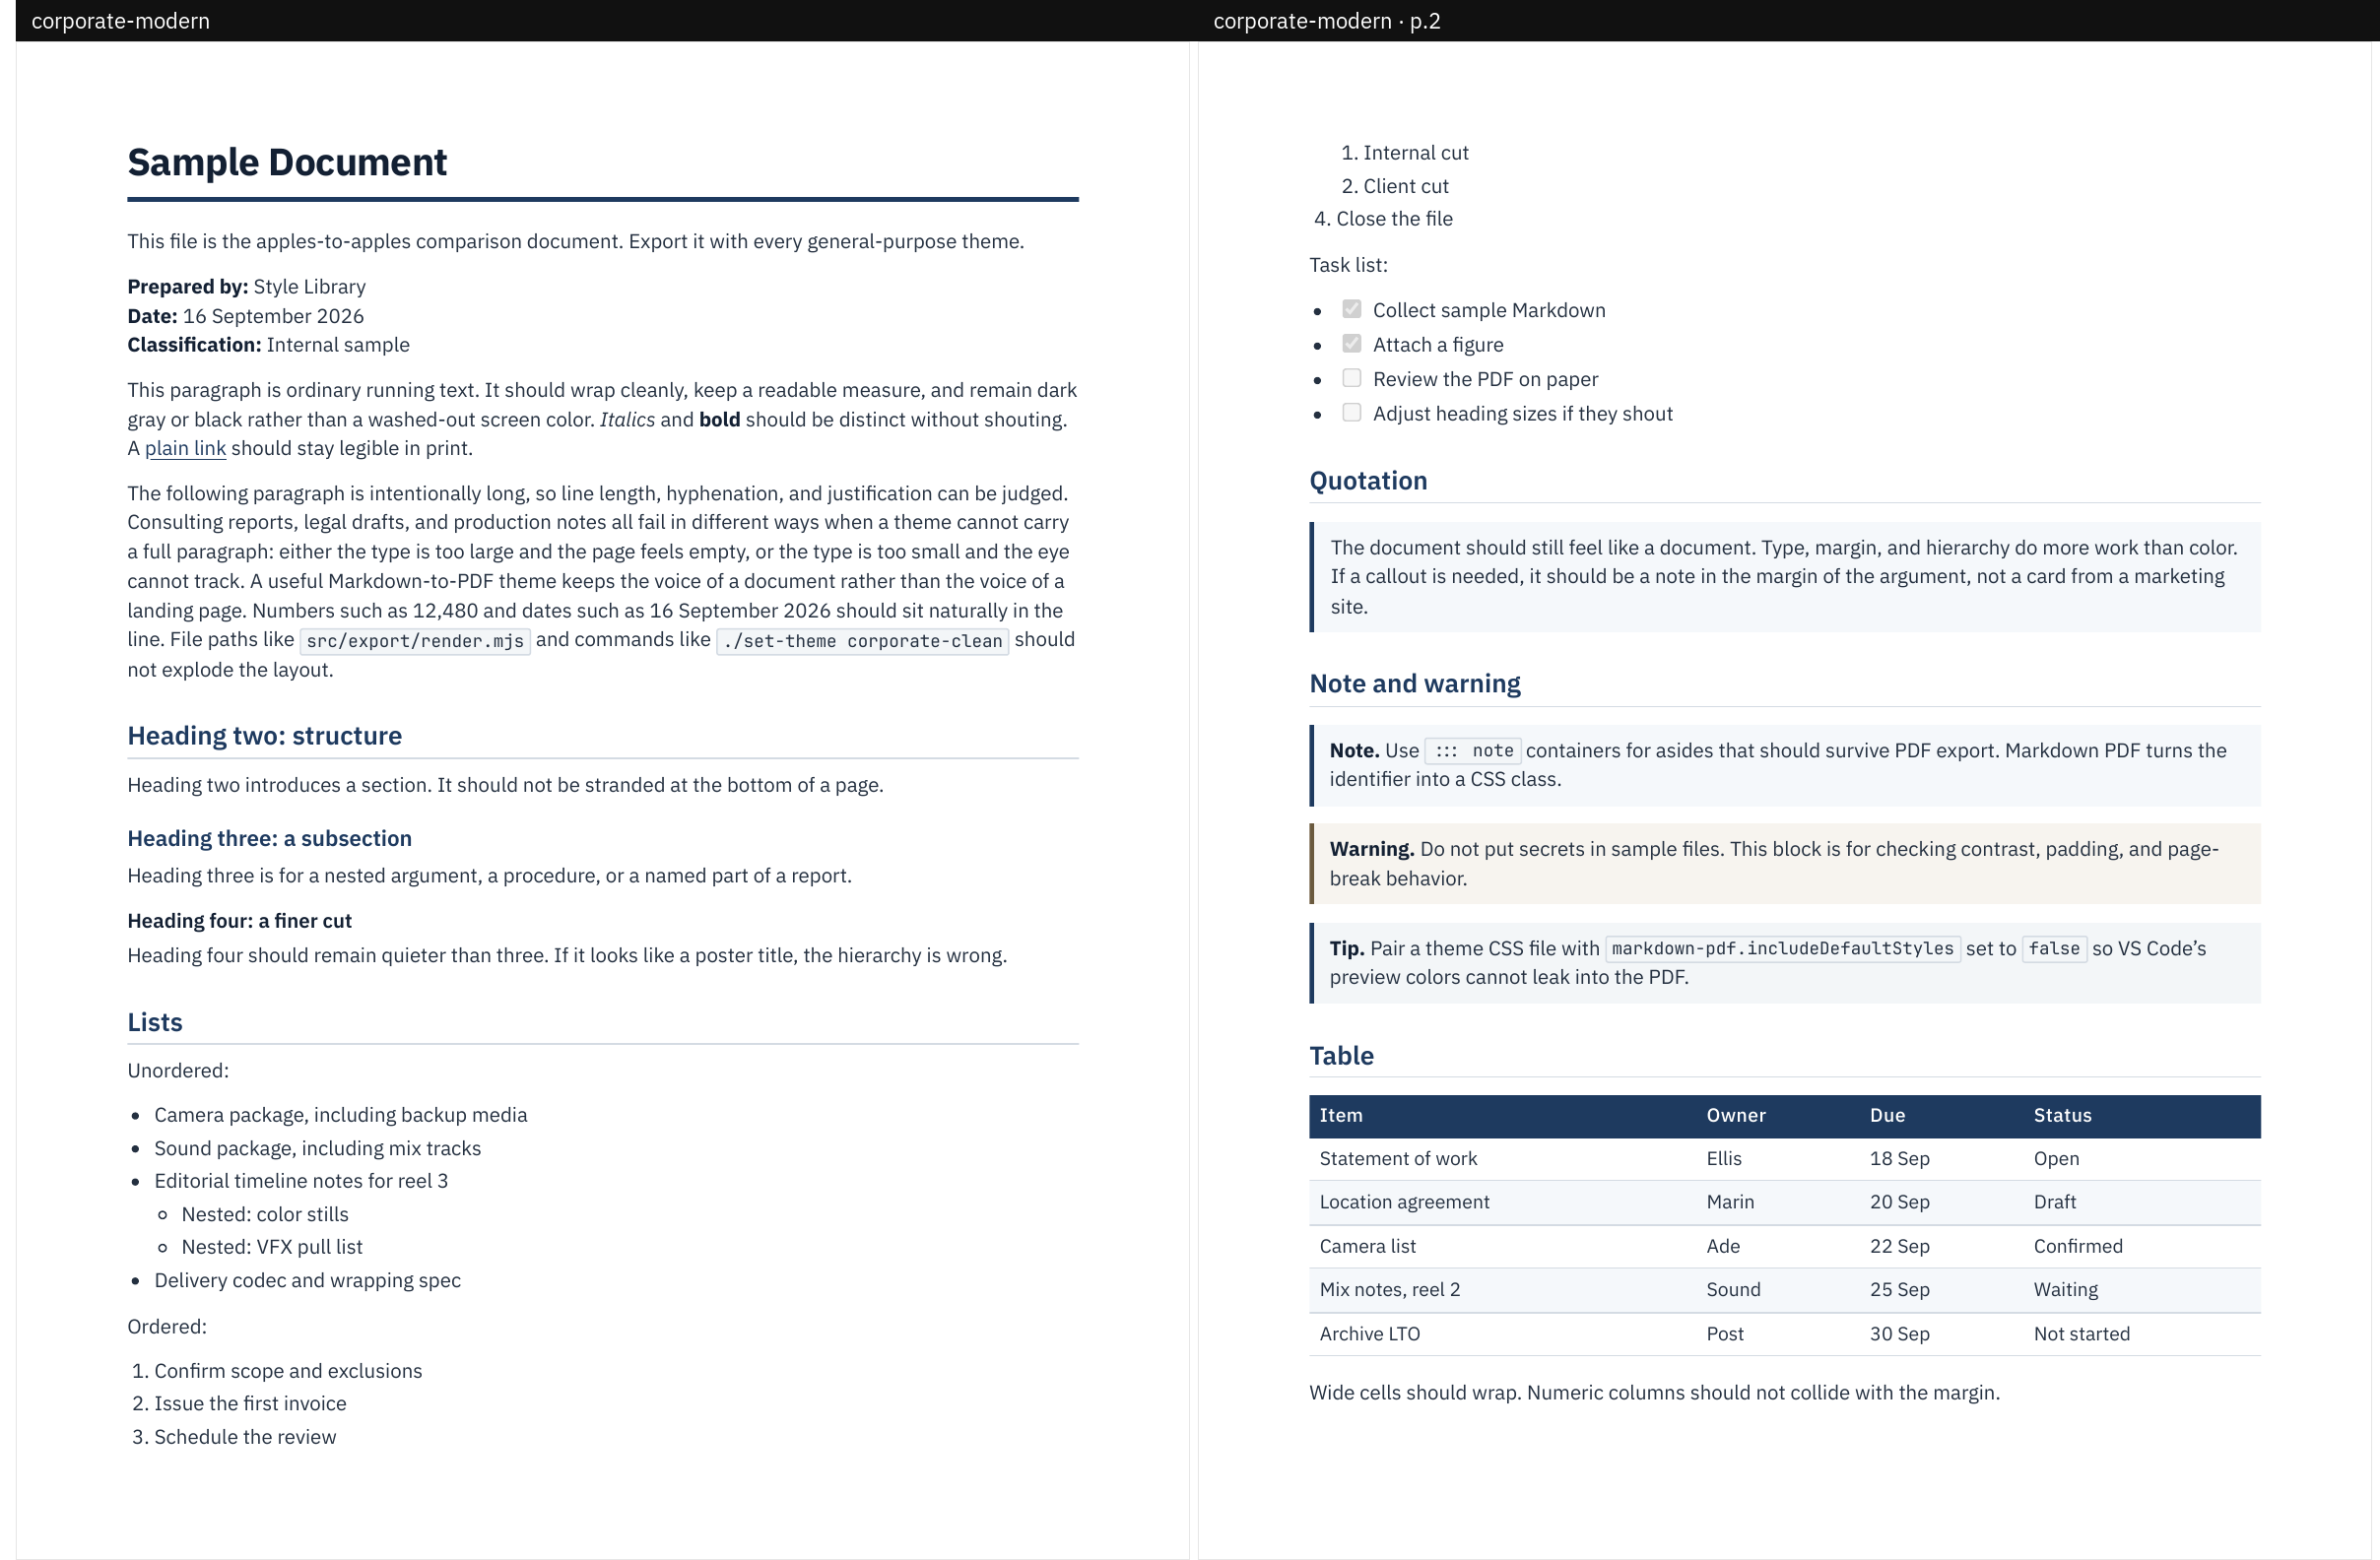 corporate-modern
Sample Document
This file is the apples-to-apples comparison document. Export it with every general-purpose theme.
Prepared by: Style Library
Date: 16 September 2026
Classification: Internal sample
This paragraph is ordinary running text. It should wrap cleanly, keep a readable measure, and remain dark
gray or black rather than a washed-out screen color. Italics and bold should be distinct without shouting.
A plain link should stay legible in print.
The following paragraph is intentionally long, so line length, hyphenation, and justification can be judged.
Consulting reports, legal drafts, and production notes all fail in different ways when a theme cannot carry
a full paragraph: either the type is too large and the page feels empty, or the type is too small and the eye
cannot track. A useful Markdown-to-PDF theme keeps the voice of a document rather than the voice of a
landing page. Numbers such as 12,480 and dates such as 16 September 2026 should sit naturally in the
line. File paths like src/export/render.mjs and commands like ./set-theme corporate-clean should
not explode the layout.
Heading two: structure
Heading two introduces a section. It should not be stranded at the bottom of a page.
Heading three: a subsection
Heading three is for a nested argument, a procedure, or a named part of a report.
Heading four: a finer cut
Heading four should remain quieter than three. If it looks like a poster title, the hierarchy is wrong.
Lists
Unordered:
• Camera package, including backup media
• Sound package, including mix tracks
• Editorial timeline notes for reel 3
◦ Nested: color stills
◦ Nested: VFX pull list
• Delivery codec and wrapping spec
Ordered:
1. Confirm scope and exclusions
2. Issue the first invoice
3. Schedule the review
corporate-modern · p.2
1. Internal cut
2. Client cut
4. Close the file
Task list:
• Collect sample Markdown
• Attach a figure
• Review the PDF on paper
• Adjust heading sizes if they shout
Quotation
The document should still feel like a document. Type, margin, and hierarchy do more work than color.
If a callout is needed, it should be a note in the margin of the argument, not a card from a marketing
site.
Note and warning
Note. Use ::: note containers for asides that should survive PDF export. Markdown PDF turns the
identifier into a CSS class.
Warning. Do not put secrets in sample files. This block is for checking contrast, padding, and page-
break behavior.
Tip. Pair a theme CSS file with markdown-pdf.includeDefaultStyles set to false so VS Code’s
preview colors cannot leak into the PDF.
Table
Item Owner Due Status
Statement of work Ellis 18 Sep Open
Location agreement Marin 20 Sep Draft
Camera list Ade 22 Sep Confirmed
Mix notes, reel 2 Sound 25 Sep Waiting
Archive LTO Post 30 Sep Not started
Wide cells should wrap. Numeric columns should not collide with the margin.